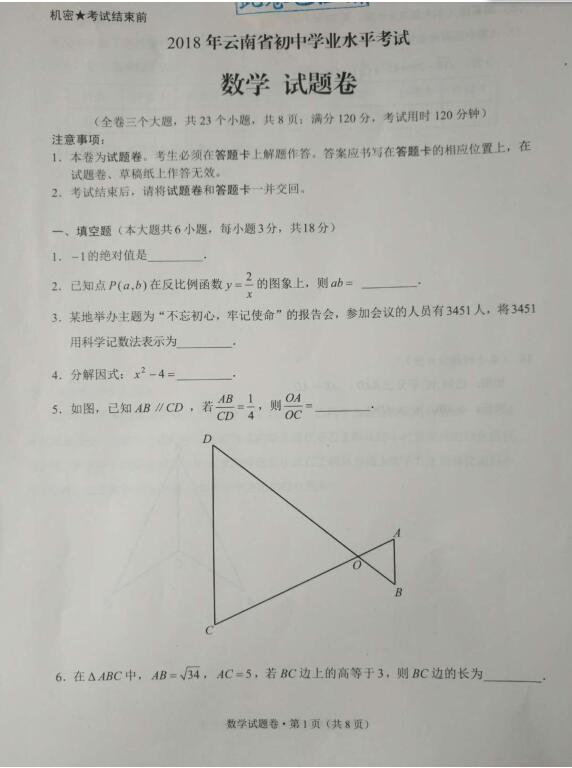 机密★考试结束前
2018 年云南省初中学业水平考试
数学 试题卷
（全卷三个大题，共 23 个小题，共 8 页；满分 120 分，考试用时 120 分钟）
注意事项：
1．本卷为试题卷。考生必须在答题卡上解题作答。答案应书写在答题卡的相应位置上，在
试题卷、草稿纸上作答无效。
2．考试结束后，请将试题卷和答题卡一并交回。
一、填空题（本大题共 6 小题，每小题 3 分，共18 分）
1．−1的绝对值是________．
2．已知点 P(a,b) 在反比例函数 y = 2/x 的图象上，则 ab = ________．
3．某地举办主题为“不忘初心，牢记使命”的报告会，参加会议的人员有 3451 人，将 3451
用科学记数法表示为________．
4．分解因式：x² − 4 = ________．
5．如图，已知 AB // CD ，若 AB/CD = 1/4，则 OA/OC = ________．
D
A
O
B
C
6．在 Δ ABC 中，AB = √34，AC = 5，若 BC 边上的高等于 3，则 BC 边的长为________．
数学试题卷·第 1 页（共 8 页）